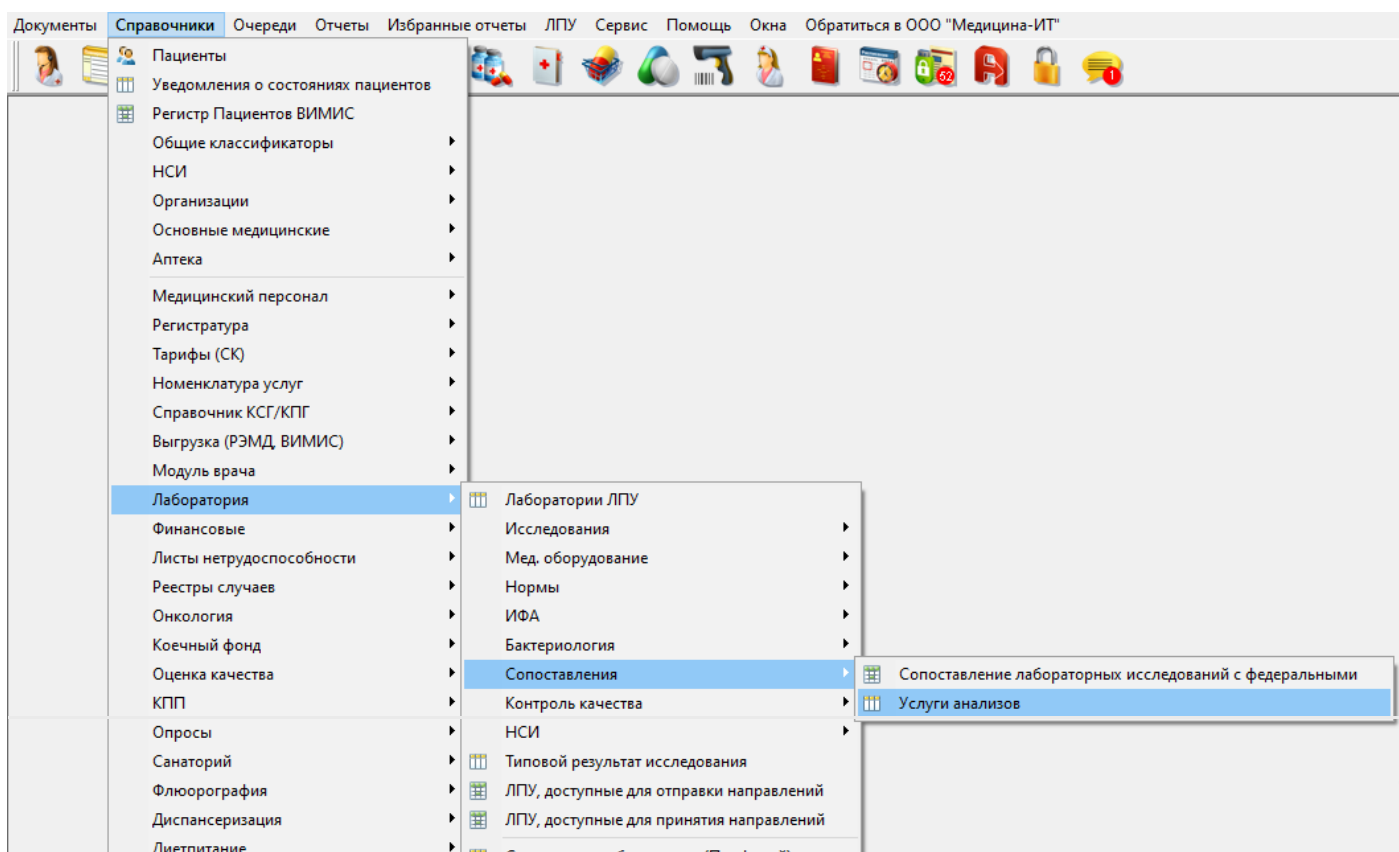 Документы Справочники Очереди Отчеты Избранные отчеты ЛПУ Сервис Помощь Окна Обратиться в ООО "Медицина-ИТ"
52
1
Пациенты
Уведомления о состояниях пациентов
Регистр Пациентов ВИМИС
Общие классификаторы
НСИ
Организации
Основные медицинские
Аптека
Медицинский персонал
Регистратура
Тарифы (СК)
Номенклатура услуг
Справочник КСГ/КПГ
Выгрузка (РЭМД, ВИМИС)
Модуль врача
Лаборатория
Финансовые
Листы нетрудоспособности
Реестры случаев
Онкология
Коечный фонд
Оценка качества
КПП
Опросы
Санаторий
Флюорография
Диспансеризация
Диетпитание
Лаборатории ЛПУ
Исследования
Мед. оборудование
Нормы
ИФА
Бактериология
Сопоставления
Контроль качества
НСИ
Типовой результат исследования
ЛПУ, доступные для отправки направлений
ЛПУ, доступные для принятия направлений
Сопоставление лабораторных исследований с федеральными
Услуги анализов